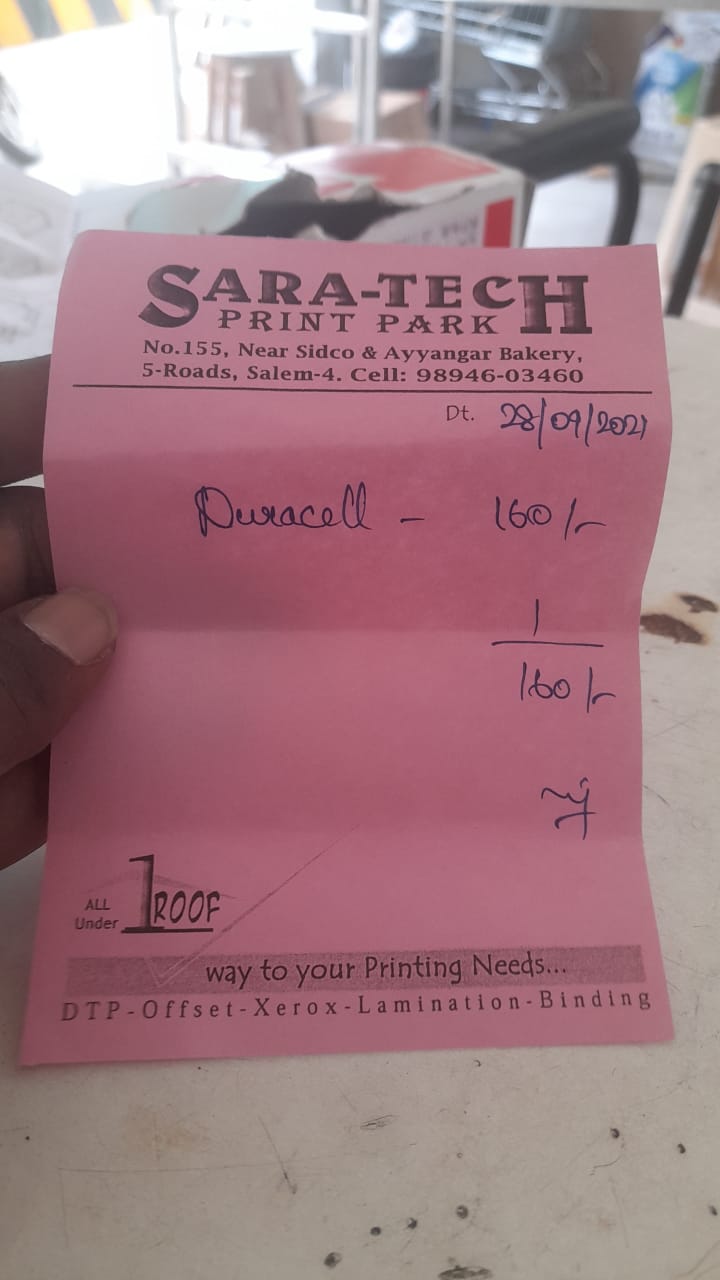 SARA-TECH
PRINT PARK
No.155, Near Sidco & Ayyangar Bakery,
5-Roads, Salem-4. Cell: 98946-03460
Dt. 28/09/2021
Duracell - 160/-
1
160/-
ALL Under 1 ROOF
way to your Printing Needs...
DTP-Offset-Xerox-Lamination-Binding